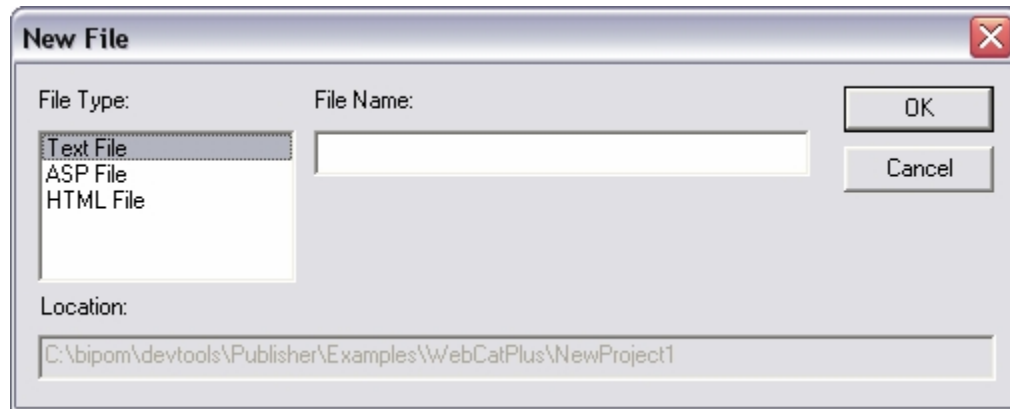 New File
File Type:
File Name:
OK
Cancel
Text File
ASP File
HTML File
Location:
C:\bipom\devtools\Publisher\Examples\WebCatPlus\NewProject1